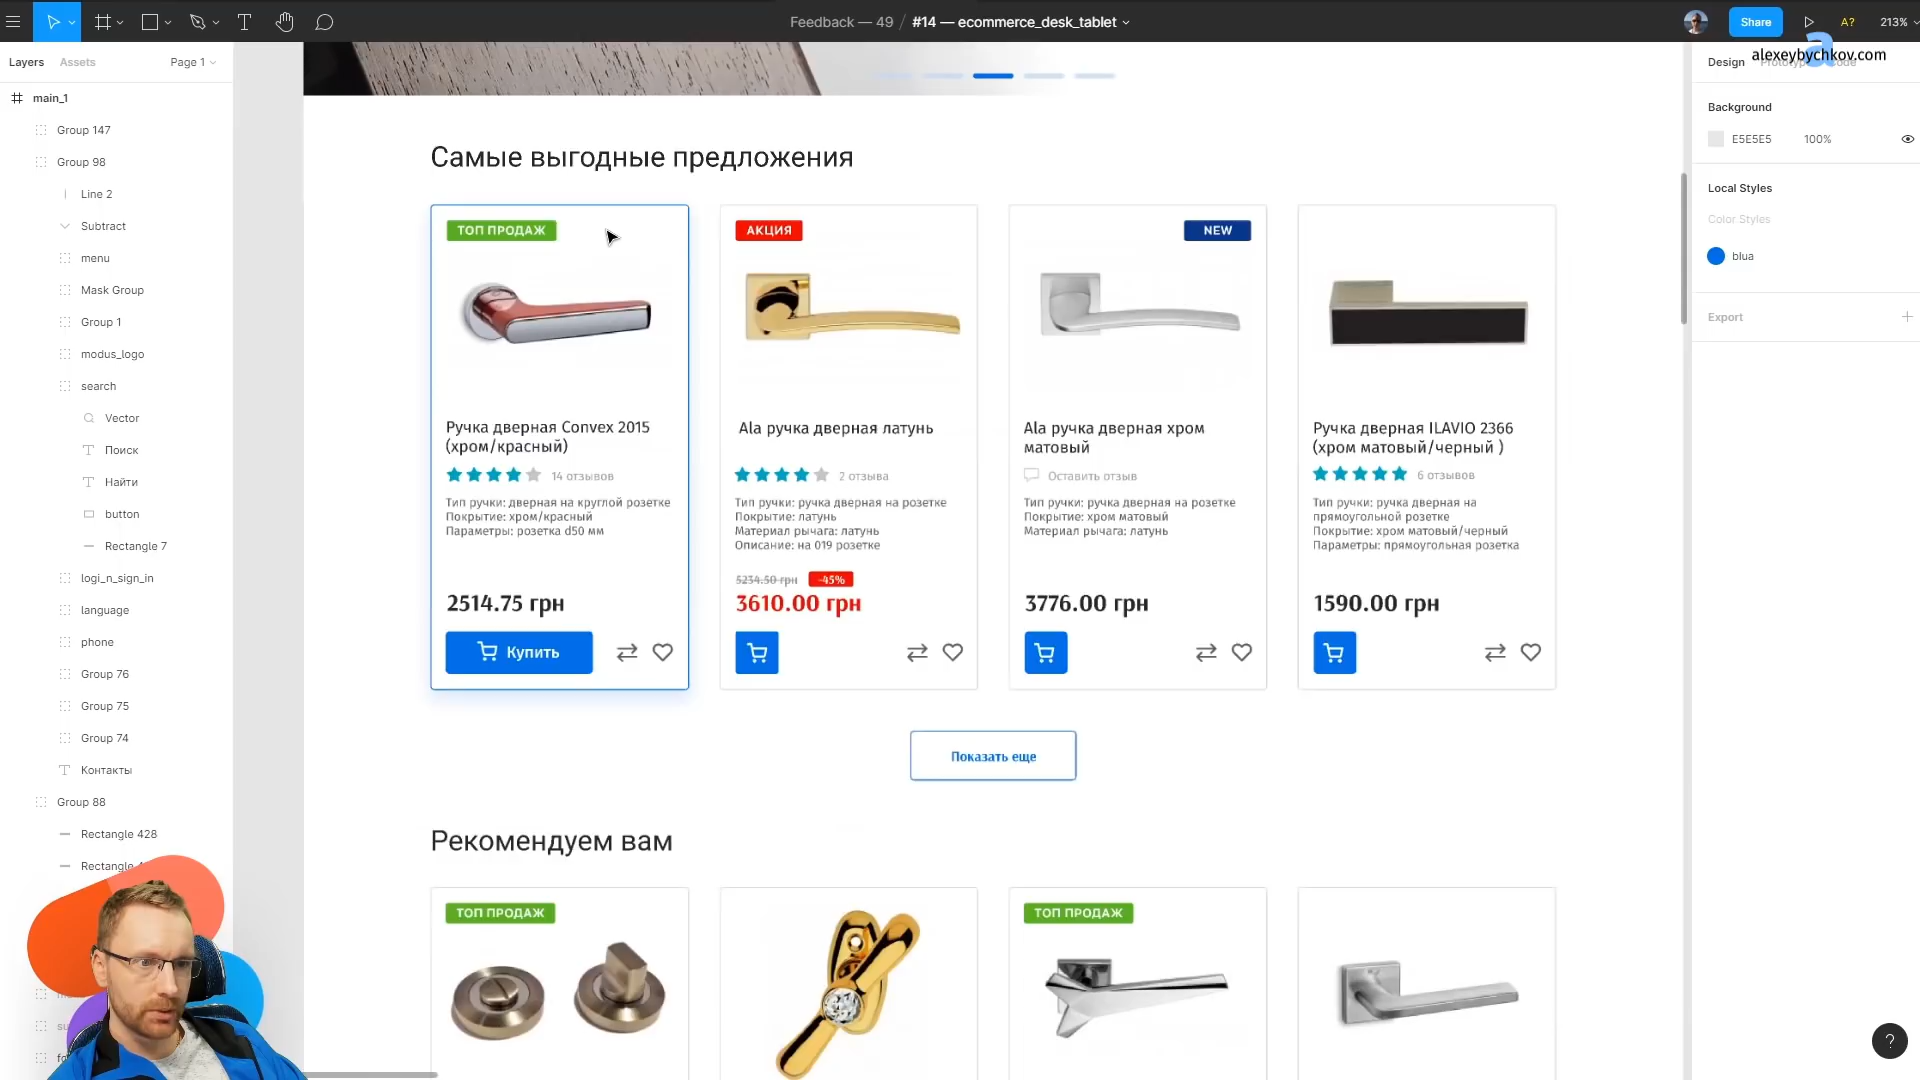 Feedback — 49 / #14 — ecommerce_desk_tablet
Share
A?
213%
alexeybychkov.com
Layers
Assets
Page 1
Design
main_1
Group 147
Group 98
Line 2
Subtract
menu
Mask Group
Group 1
modus_logo
search
Vector
Поиск
Найти
button
Rectangle 7
logi_n_sign_in
language
phone
Group 76
Group 75
Group 74
Контакты
Group 88
Rectangle 428
Rectangle
Background
E5E5E5 100%
Local Styles
Color Styles
blua
Export
Самые выгодные предложения
ТОП ПРОДАЖ
Ручка дверная Convex 2015
(хром/красный)
14 отзывов
Тип ручки: дверная на круглой розетке
Покрытие: хром/красный
Параметры: розетка d50 мм
2514.75 грн
Купить
АКЦИЯ
Ala ручка дверная латунь
2 отзыва
Тип ручки: ручка дверная на розетке
Покрытие: латунь
Материал рычага: латунь
Описание: на 019 розетке
5234.50 грн -45%
3610.00 грн
NEW
Ala ручка дверная хром
матовый
Оставить отзыв
Тип ручки: ручка дверная на розетке
Покрытие: хром матовый
Материал рычага: латунь
3776.00 грн
Ручка дверная ILAVIO 2366
(хром матовый/черный )
6 отзывов
Тип ручки: ручка дверная на
прямоугольной розетке
Покрытие: хром матовый/черный
Параметры: прямоугольная розетка
1590.00 грн
Показать еще
Рекомендуем вам
ТОП ПРОДАЖ
ТОП ПРОДАЖ
?